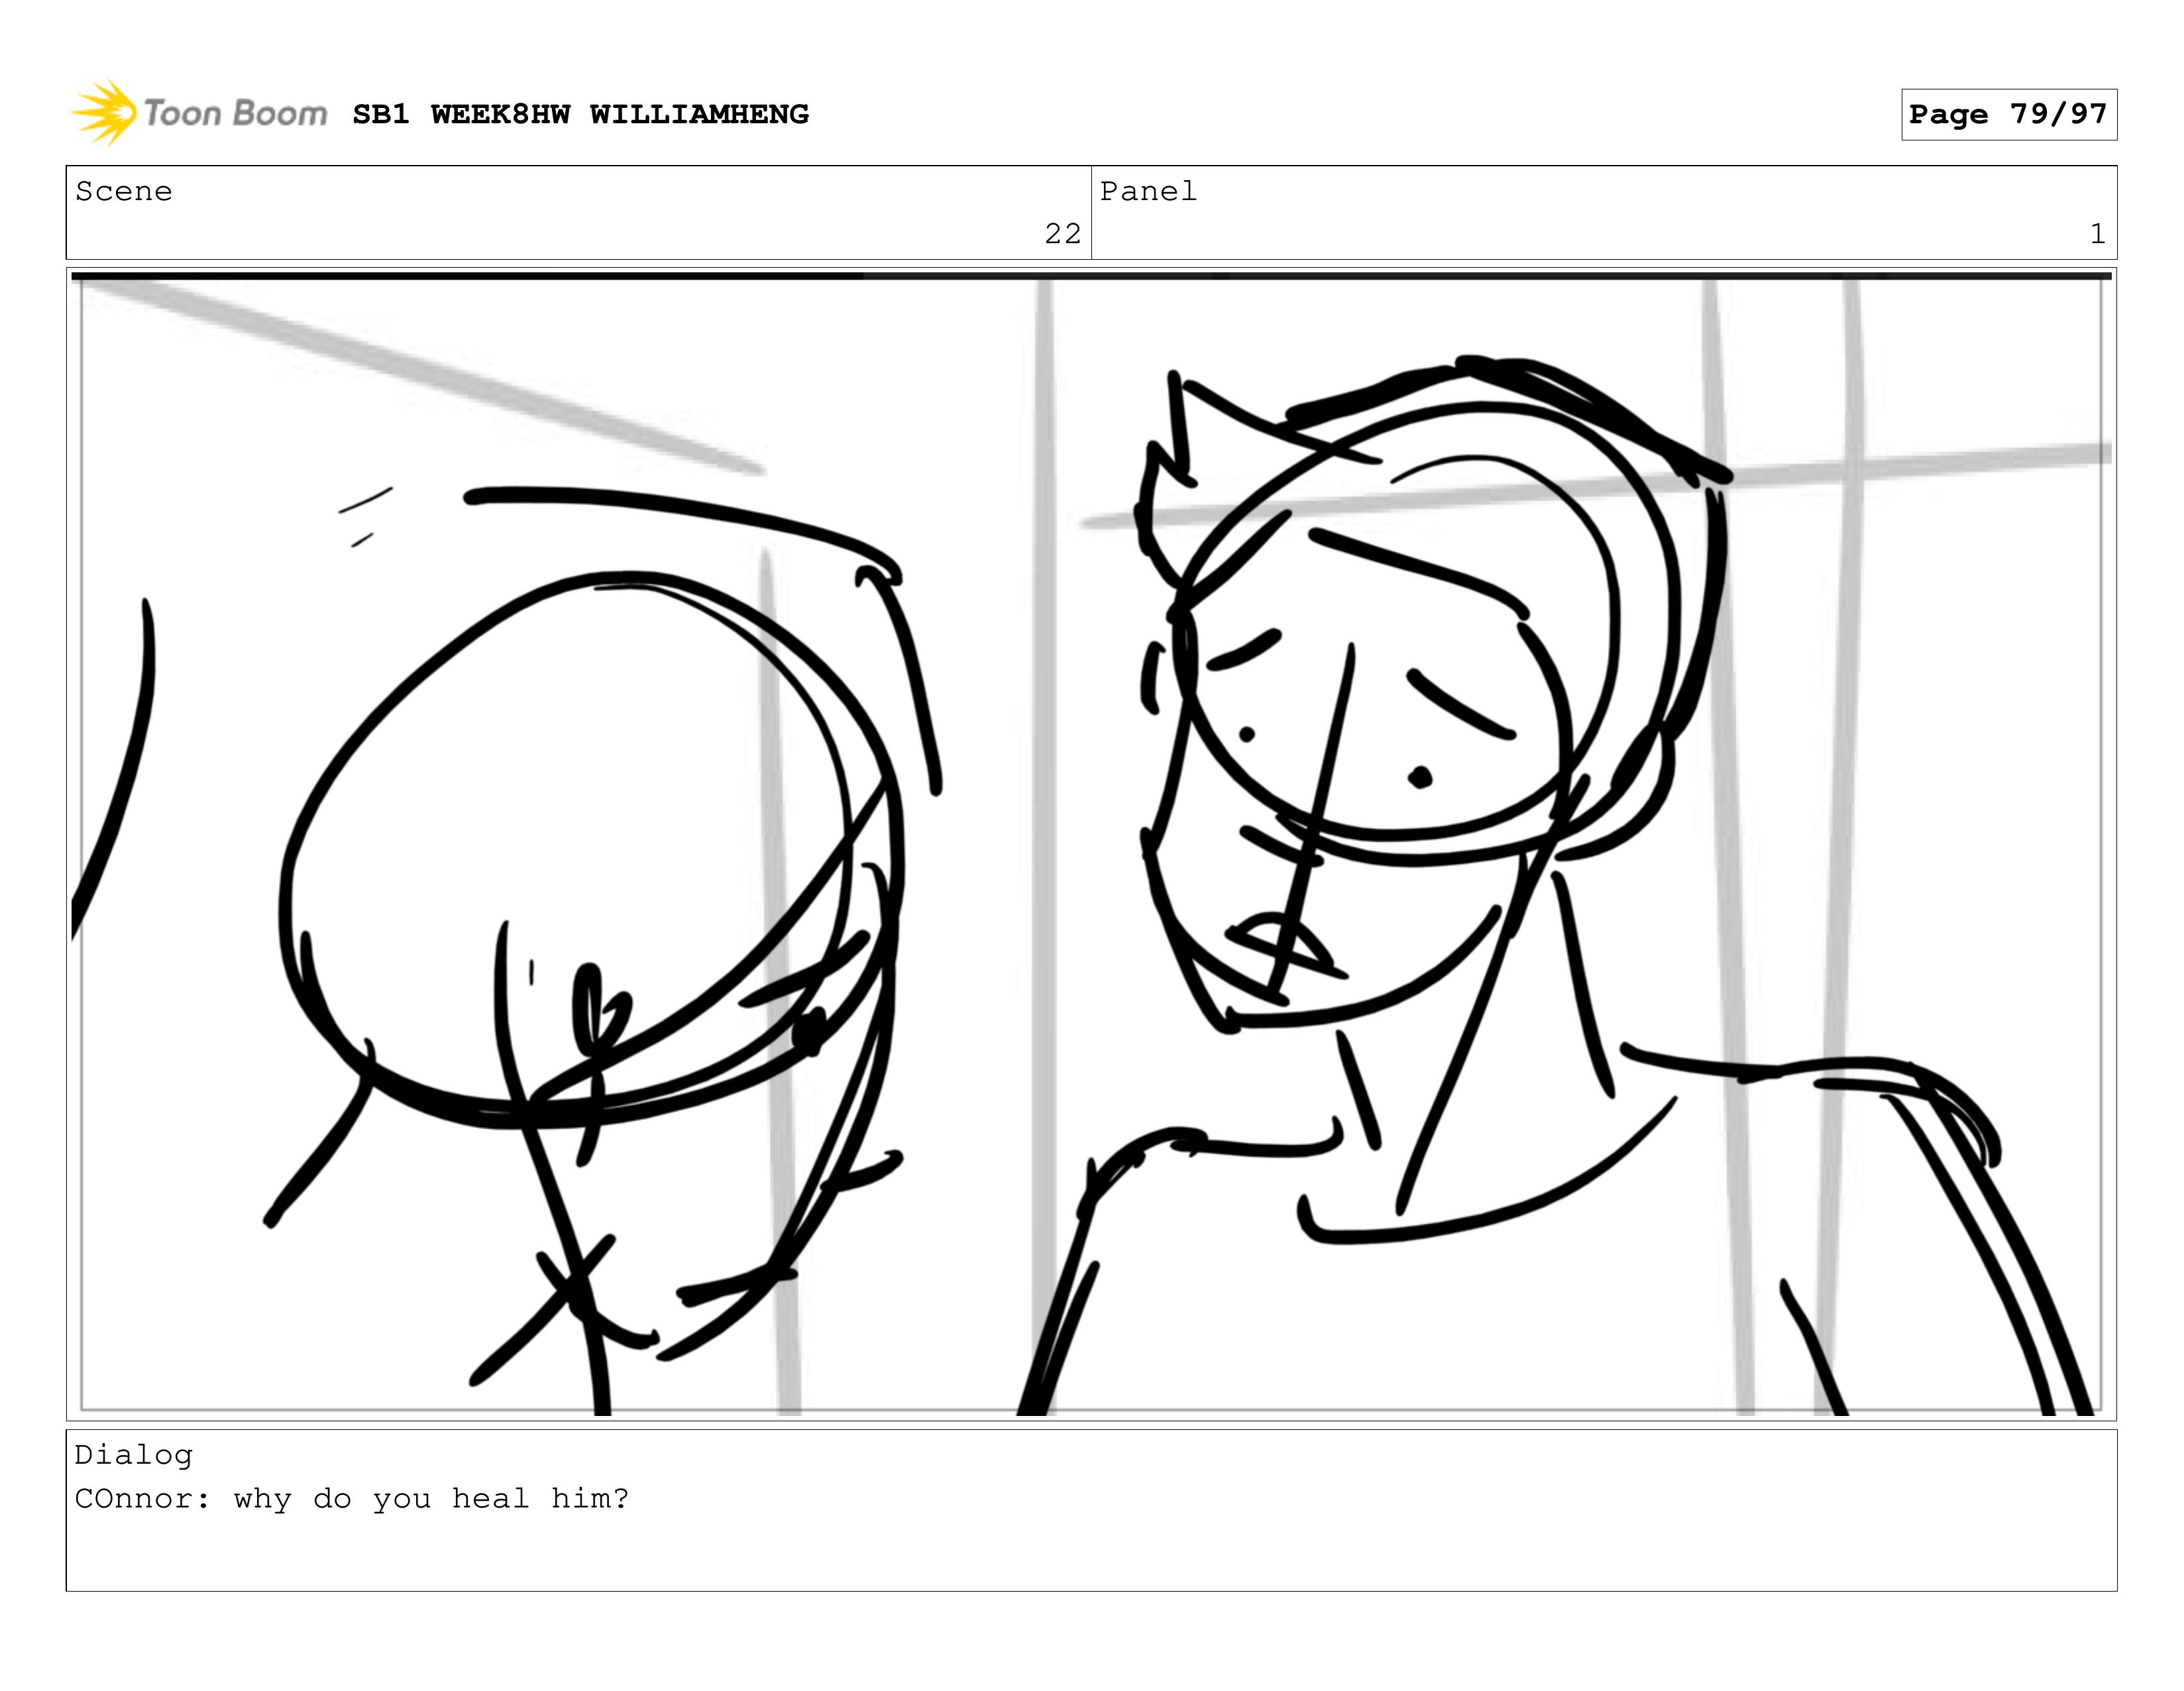 Toon Boom SB1 WEEK8HW WILLIAMHENG
Page 79/97
Scene
22
Panel
1
Dialog
COnnor: why do you heal him?